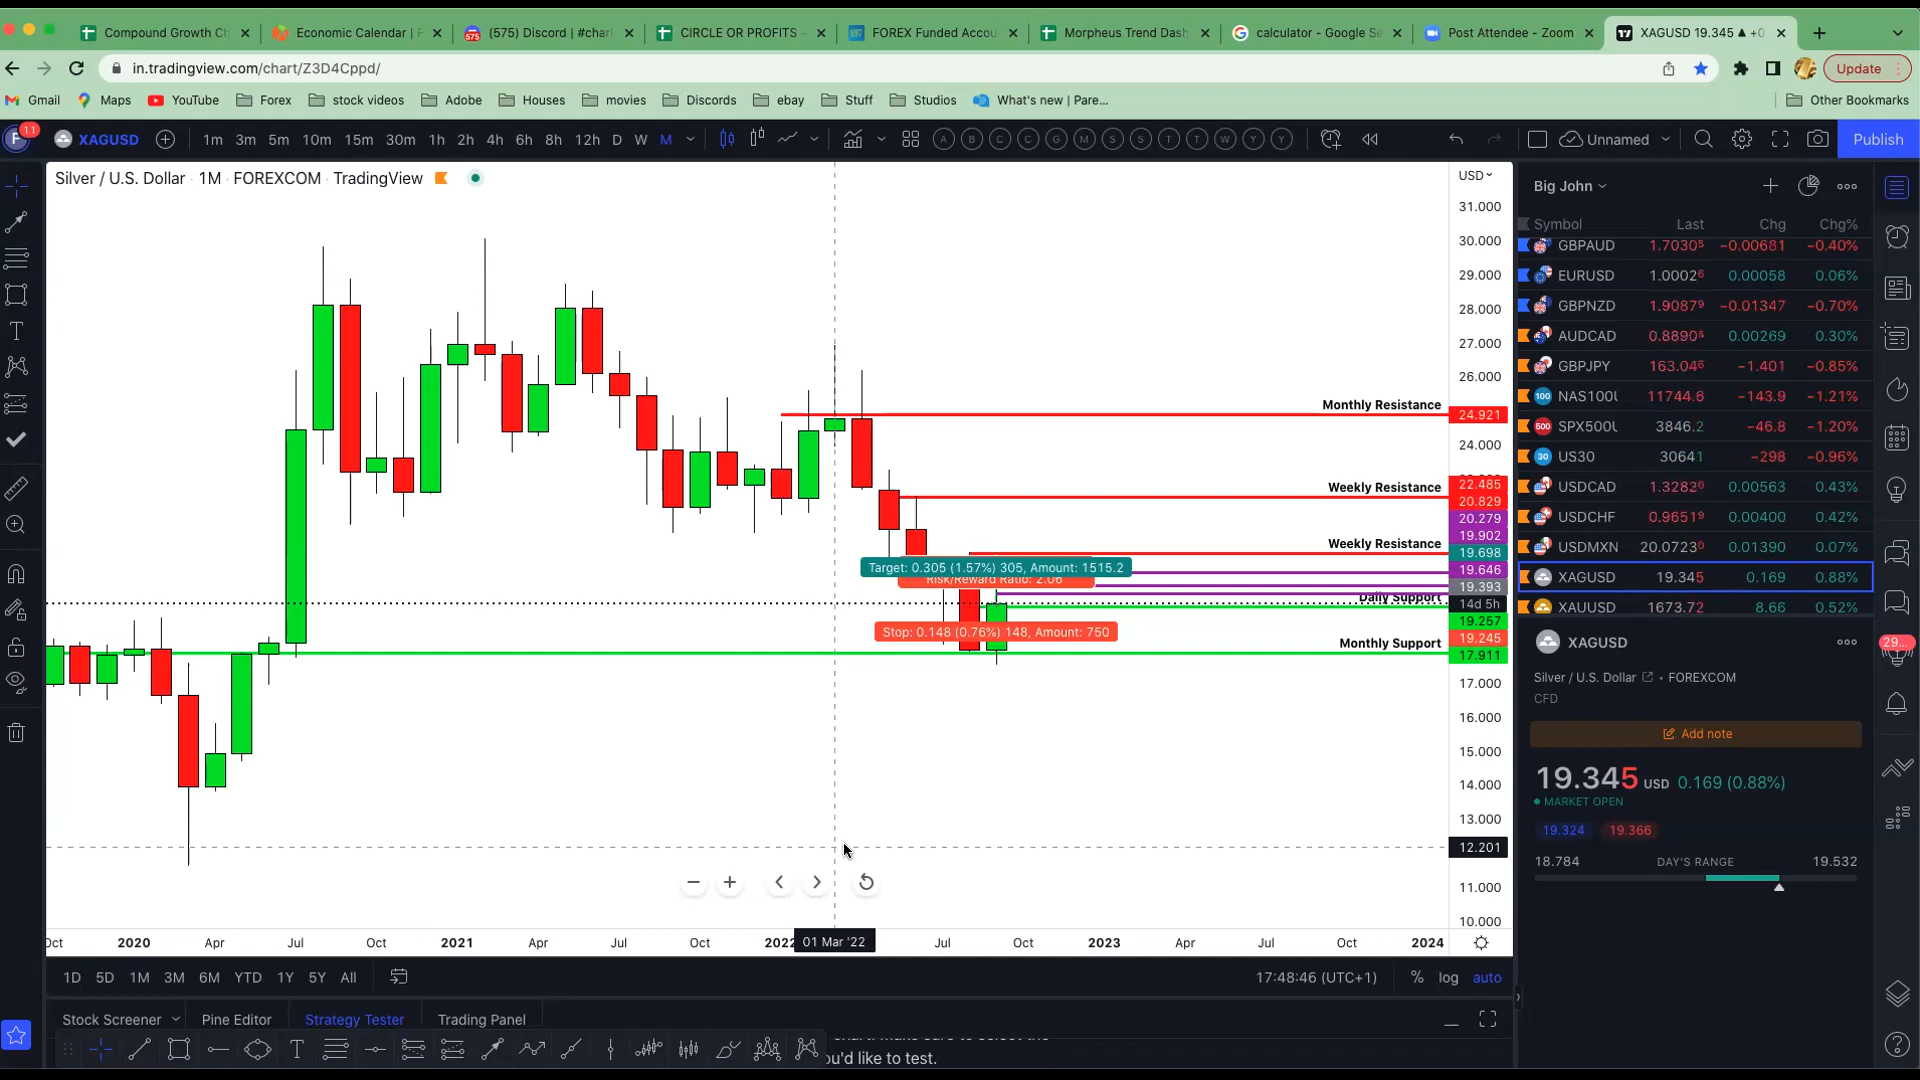 Compound Growth Ch
Economic Calendar | F
(575) Discord | #charl
CIRCLE OR PROFITS -
FOREX Funded Accou
Morpheus Trend Dash
calculator - Google Se
Post Attendee - Zoom
XAGUSD 19.345 ▲ +0
in.tradingview.com/chart/Z3D4Cppd/
Update
Gmail
Maps
YouTube
Forex
stock videos
Adobe
Houses
movies
Discords
ebay
Stuff
Studios
What's new | Pare...
Other Bookmarks
11
XAGUSD
1m 3m 5m 10m 15m 30m 1h 2h 4h 6h 8h 12h D W M
A B C C G M S S T T W Y Y
Unnamed
Publish
Silver / U.S. Dollar · 1M · FOREXCOM · TradingView
USD
31.000
30.000
29.000
28.000
27.000
26.000
Monthly Resistance
24.921
24.000
Weekly Resistance
22.485
20.829
20.279
19.902
Weekly Resistance
19.698
Target: 0.305 (1.57%) 305, Amount: 1515.2
19.646
Risk/Reward Ratio: 2.06
19.393
Daily Support
14d 5h
19.257
Stop: 0.148 (0.76%) 148, Amount: 750
19.245
Monthly Support
17.911
17.000
16.000
15.000
14.000
13.000
12.201
11.000
10.000
Oct 2020 Apr Jul Oct 2021 Apr Jul Oct 2022 01 Mar '22 Jul Oct 2023 Apr Jul Oct 2024
1D 5D 1M 3M 6M YTD 1Y 5Y All
17:48:46 (UTC+1)
% log auto
Stock Screener
Pine Editor
Strategy Tester
Trading Panel
ou'd like to test.
Big John
Symbol Last Chg Chg%
GBPAUD 1.70305 −0.00681 −0.40%
EURUSD 1.00026 0.00058 0.06%
GBPNZD 1.90879 −0.01347 −0.70%
AUDCAD 0.88906 0.00269 0.30%
GBPJPY 163.046 −1.401 −0.85%
100 NAS100U 11744.6 −143.9 −1.21%
500 SPX500U 3846.2 −46.8 −1.20%
30 US30 30641 −298 −0.96%
USDCAD 1.32820 0.00563 0.43%
USDCHF 0.96519 0.00400 0.42%
USDMXN 20.07230 0.01390 0.07%
XAGUSD 19.345 0.169 0.88%
XAUUSD 1673.72 8.66 0.52%
XAGUSD
Silver / U.S. Dollar • FOREXCOM
CFD
Add note
19.345 USD 0.169 (0.88%)
MARKET OPEN
19.324 19.366
18.784 DAY'S RANGE 19.532
29...